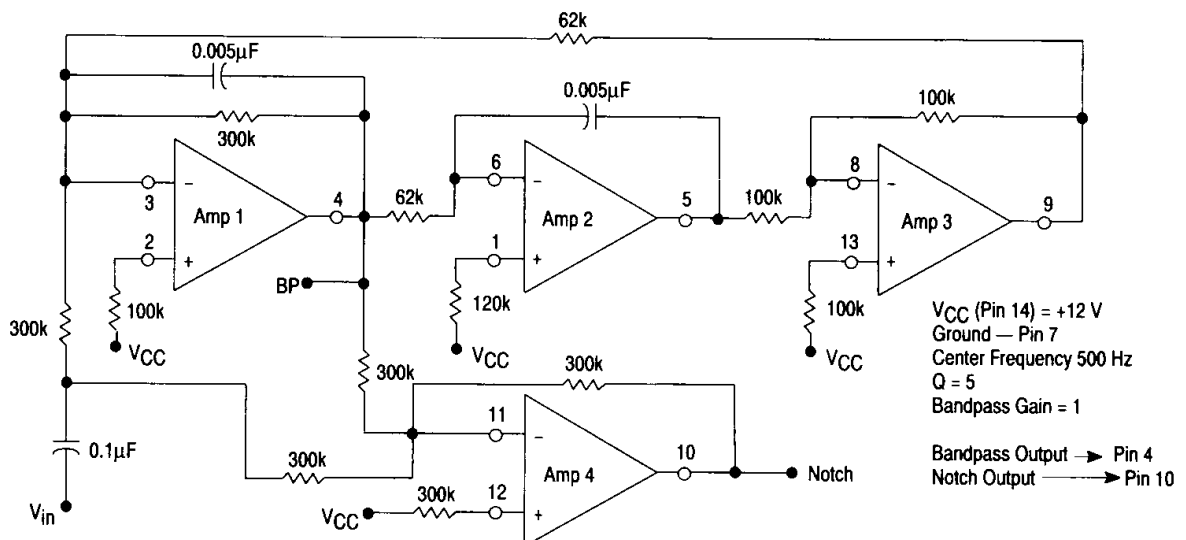 62k
0.005µF
0.005µF
300k
100k
3
Amp 1
4
62k
6
Amp 2
5
100k
8
Amp 3
9
2
1
13
BP
100k
120k
100k
V_CC
V_CC
V_CC
300k
300k
300k
11
Amp 4
10
Notch
0.1µF
300k
V_CC
300k
12
V_in
V_CC (Pin 14) = +12 V
Ground — Pin 7
Center Frequency 500 Hz
Q = 5
Bandpass Gain = 1
Bandpass Output → Pin 4
Notch Output → Pin 10